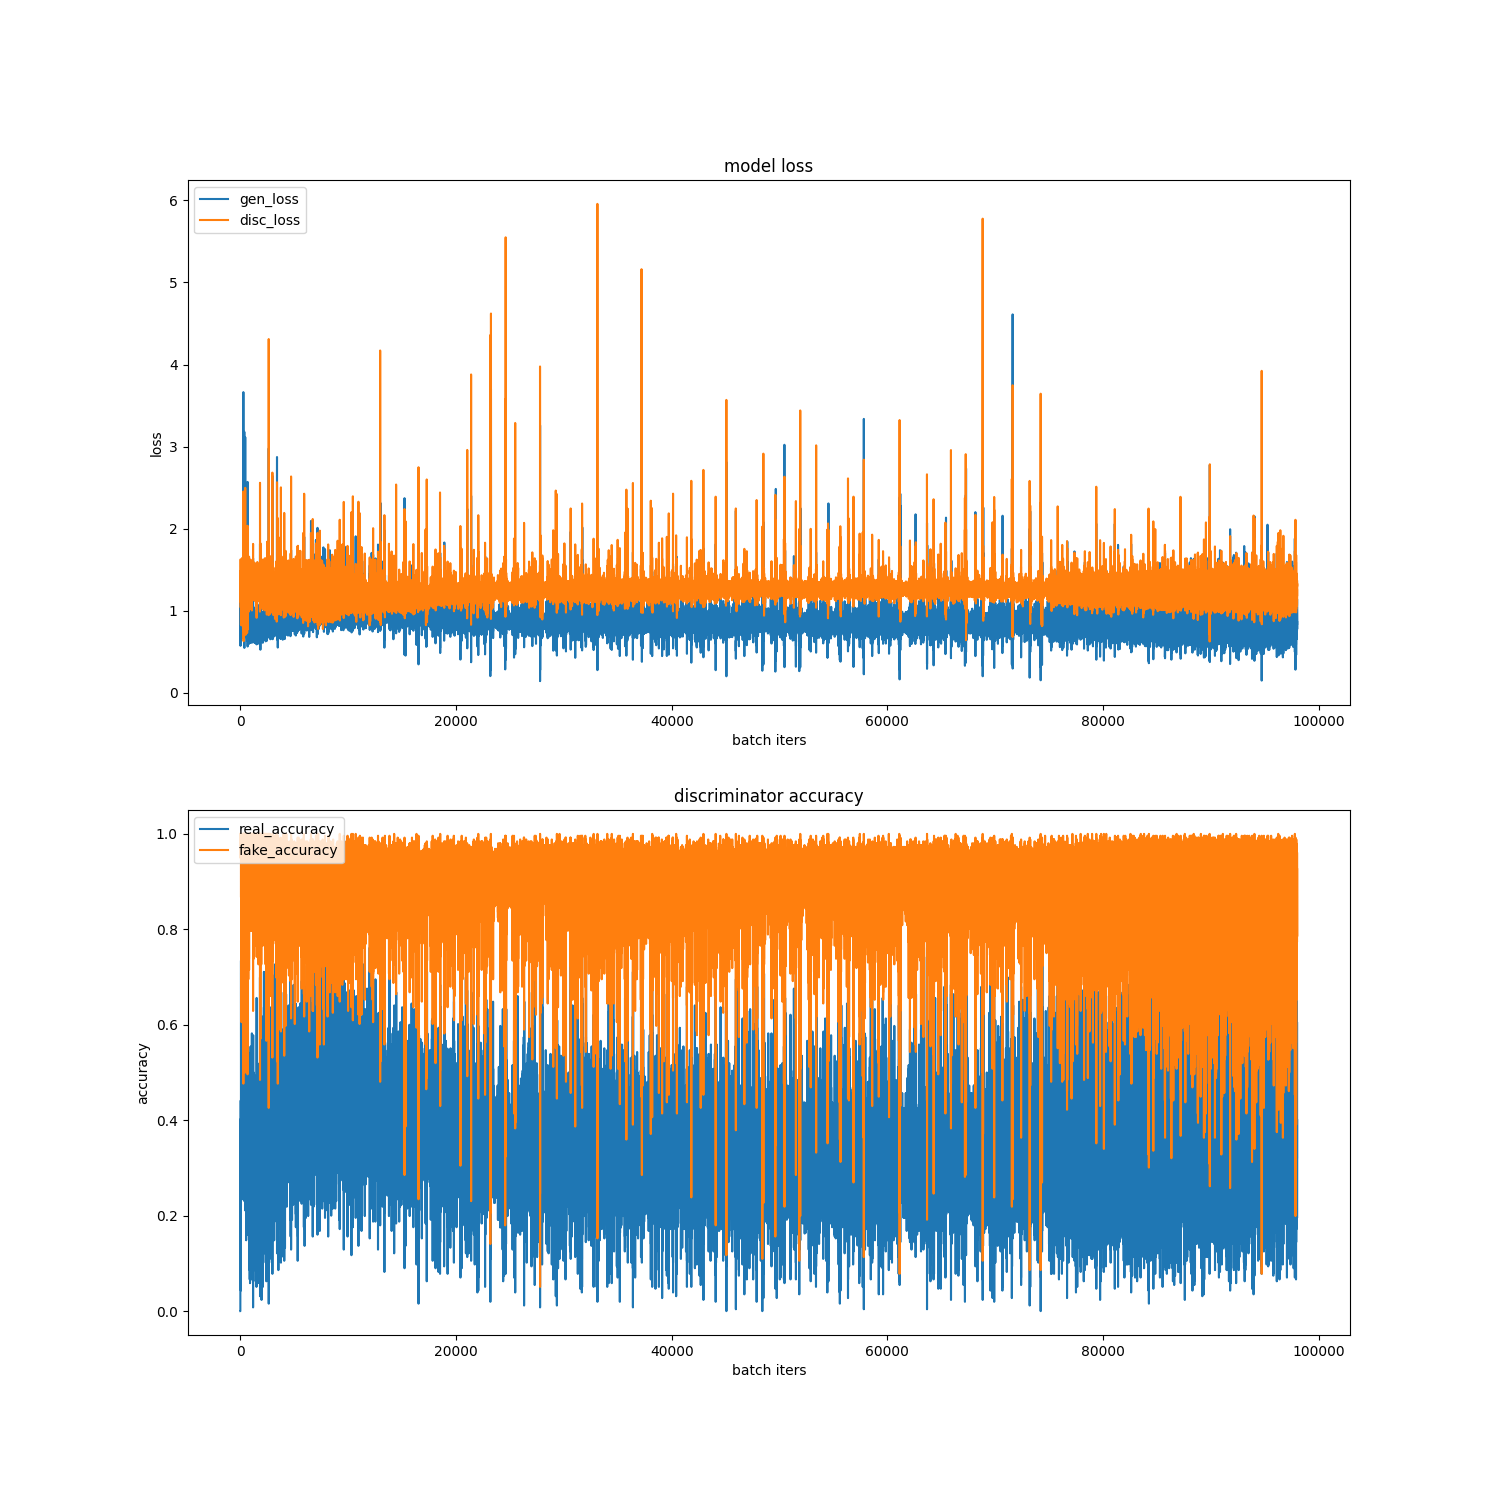 model loss
gen_loss
disc_loss
6
5
4
3
2
1
0
loss
0 20000 40000 60000 80000 100000
batch iters
discriminator accuracy
real_accuracy
fake_accuracy
1.0
0.8
0.6
0.4
0.2
0.0
accuracy
0 20000 40000 60000 80000 100000
batch iters